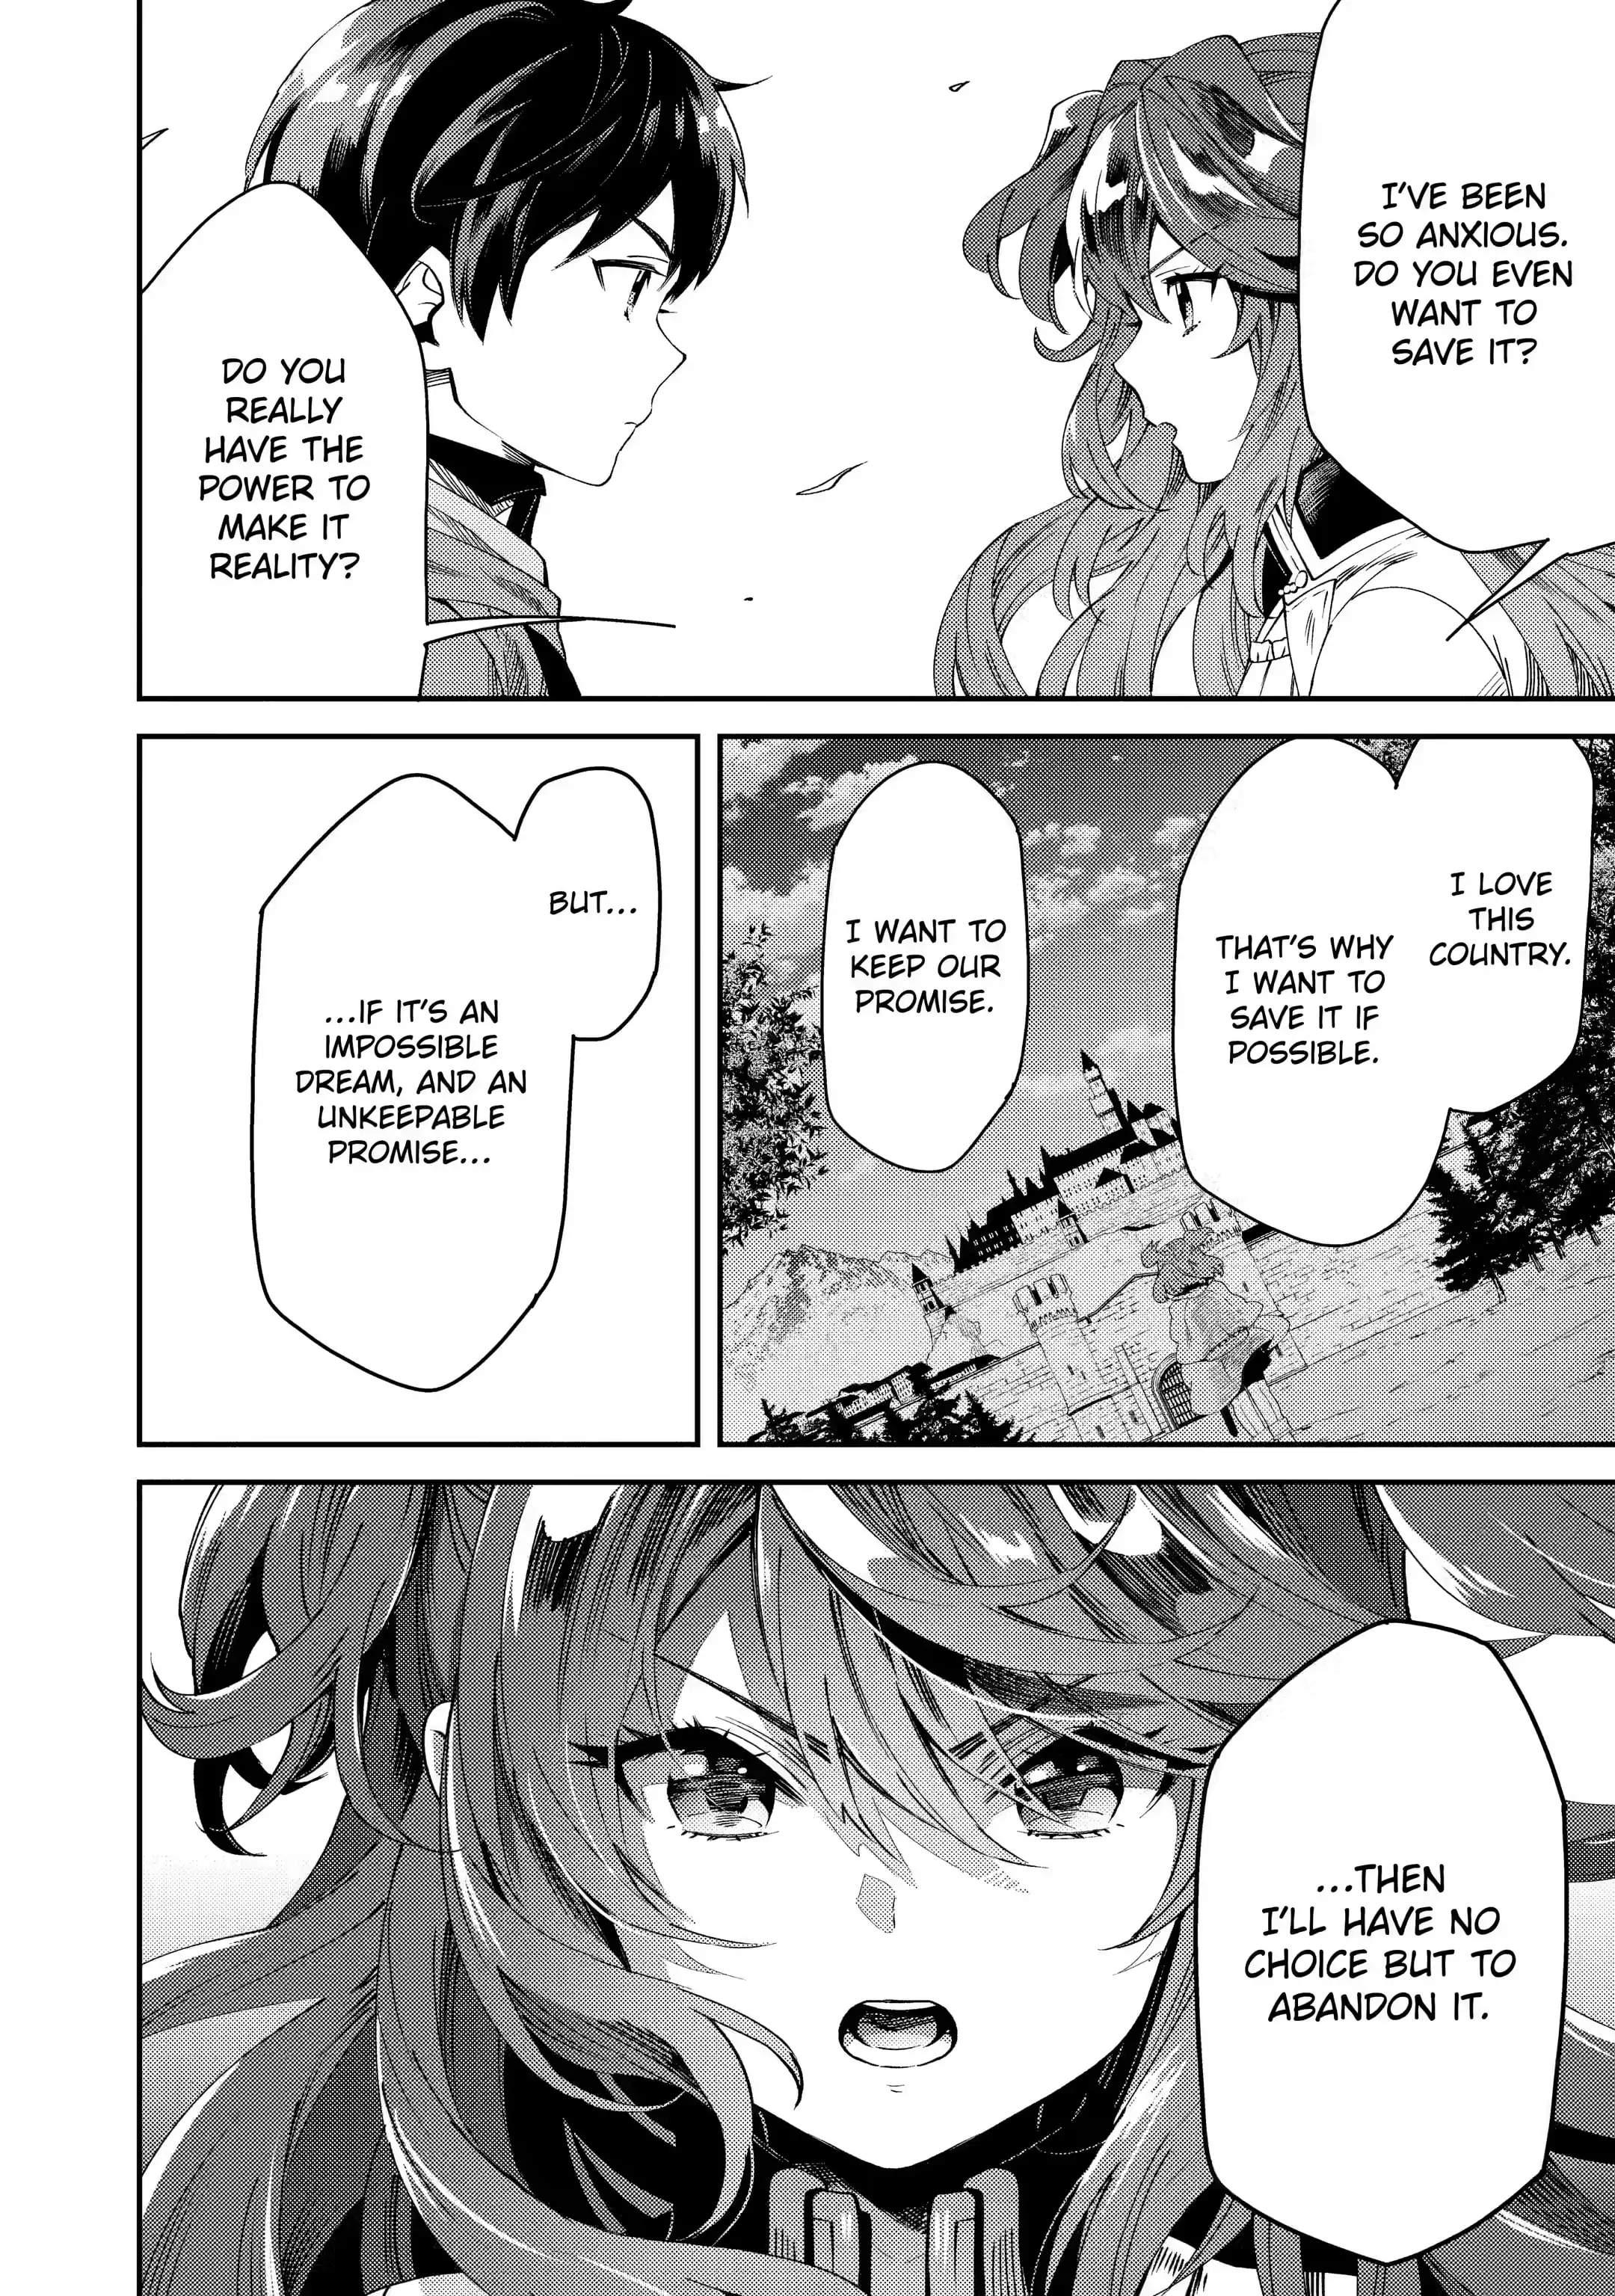 I'VE BEEN
SO ANXIOUS.
DO YOU EVEN
WANT TO
SAVE IT?
DO YOU
REALLY
HAVE THE
POWER TO
MAKE IT
REALITY?
I LOVE
THIS
COUNTRY.
THAT'S WHY
I WANT TO
SAVE IT IF
POSSIBLE.
I WANT TO
KEEP OUR
PROMISE.
BUT...
...IF IT'S AN
IMPOSSIBLE
DREAM, AND AN
UNKEEPABLE
PROMISE...
...THEN
I'LL HAVE NO
CHOICE BUT TO
ABANDON IT.